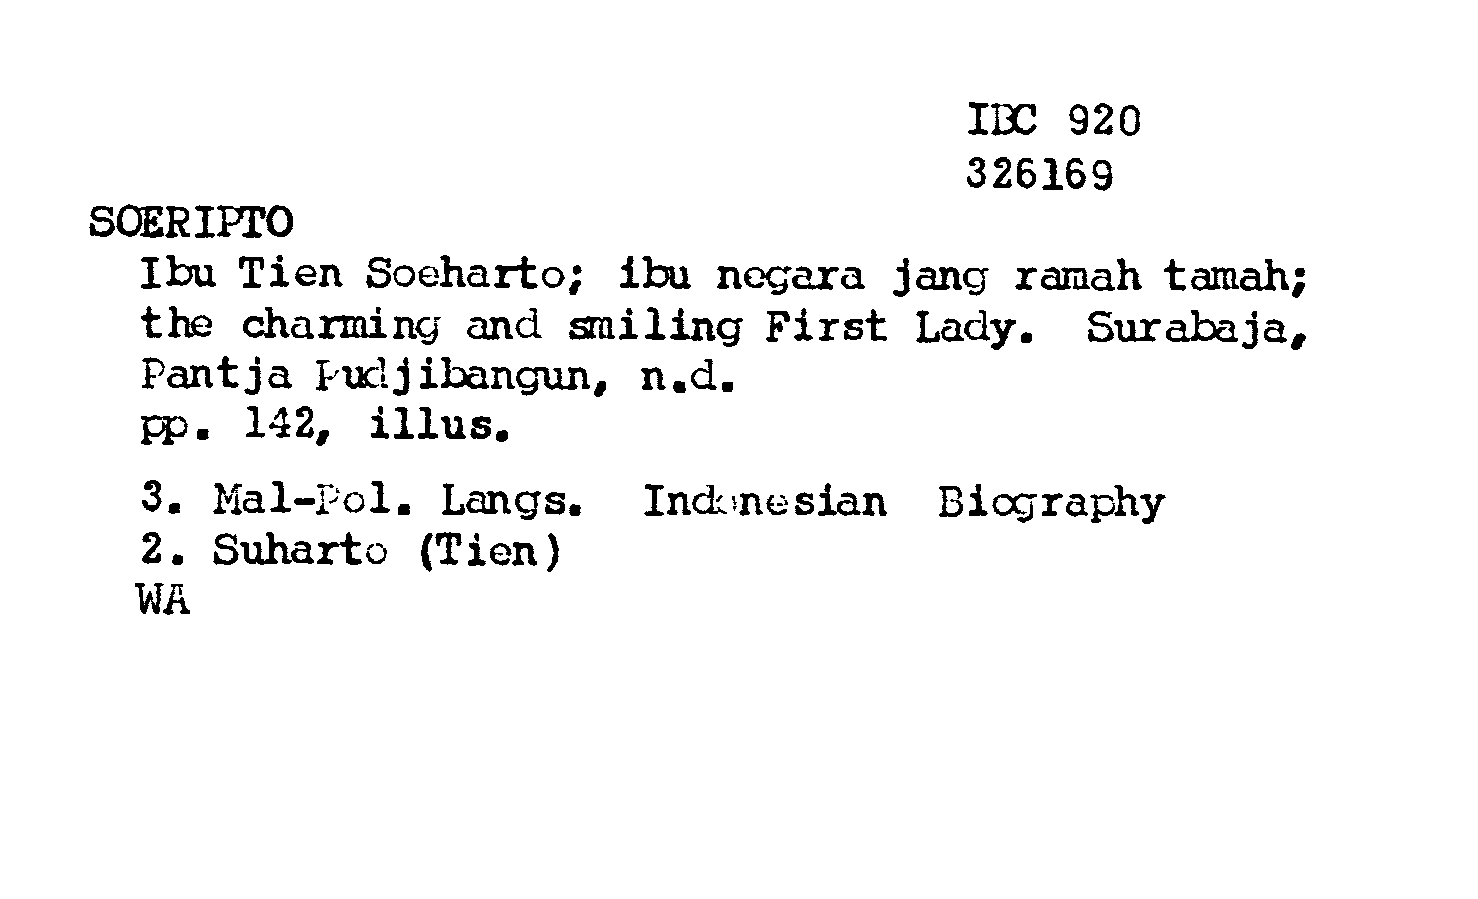 IBC 920
326169
SOERIPTO
Ibu Tien Soeharto; ibu negara jang ramah tamah;
the charming and smiling First Lady. Surabaja,
Pantja Pudjibangun, n.d.
pp. 142, illus.
3. Mal-Pol. Langs. Indonesian Biography
2. Suharto (Tien)
WA